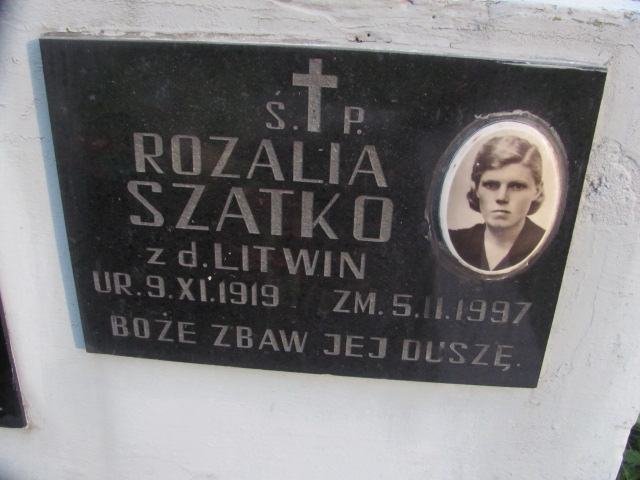 Ś. P.
ROZALIA
SZATKO
z d. LITWIN
UR. 9.XI.1919 ZM. 5.II.1997
BOŻE ZBAW JEJ DUSZĘ.